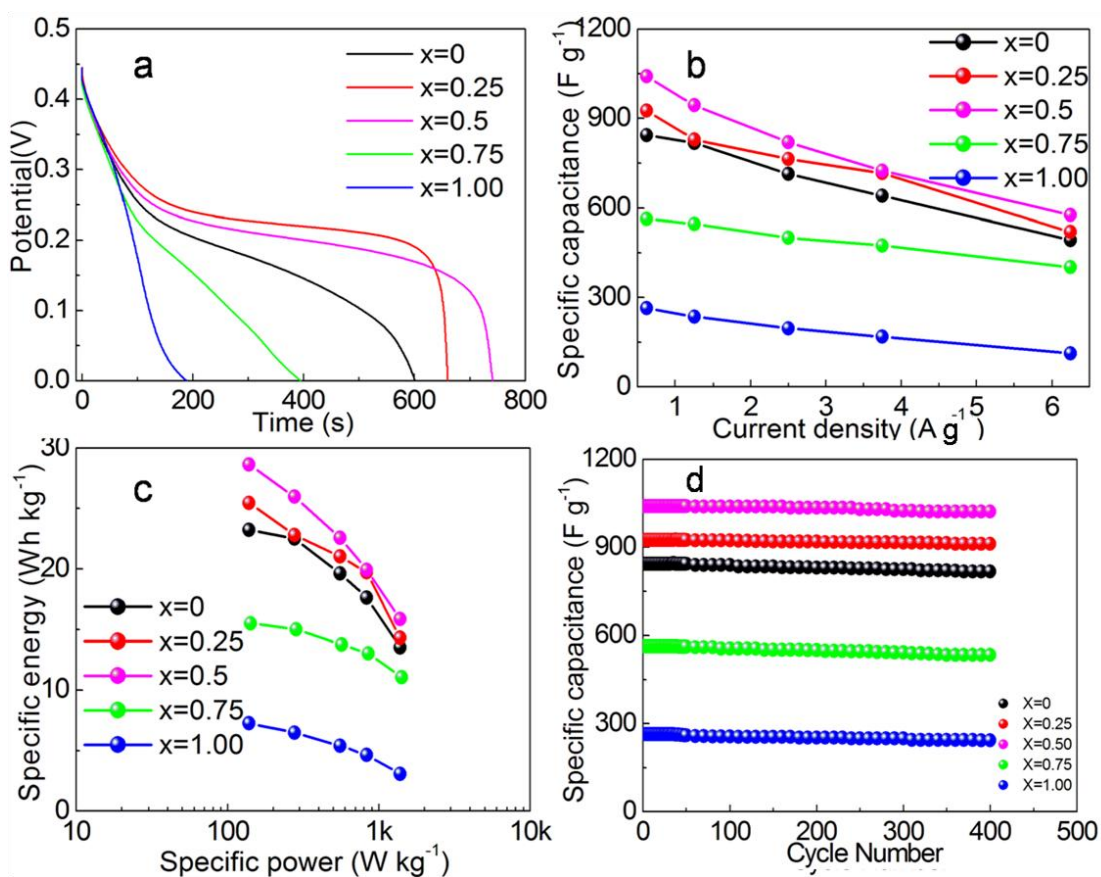 a
x=0
x=0.25
x=0.5
x=0.75
x=1.00
0.5
0.4
0.3
0.2
0.1
0.0
Potential(V)
0
200
400
600
800
Time (s)
b
x=0
x=0.25
x=0.5
x=0.75
x=1.00
1200
900
600
300
0
Specific capacitance (F g⁻¹)
1
2
3
4
5
6
Current density (A g⁻¹)
c
x=0
x=0.25
x=0.5
x=0.75
x=1.00
30
20
10
0
Specific energy (Wh kg⁻¹)
10
100
1k
10k
Specific power (W kg⁻¹)
d
1200
900
600
300
0
Specific capacitance (F g⁻¹)
X=0
X=0.25
X=0.50
X=0.75
X=1.00
0
100
200
300
400
500
Cycle Number